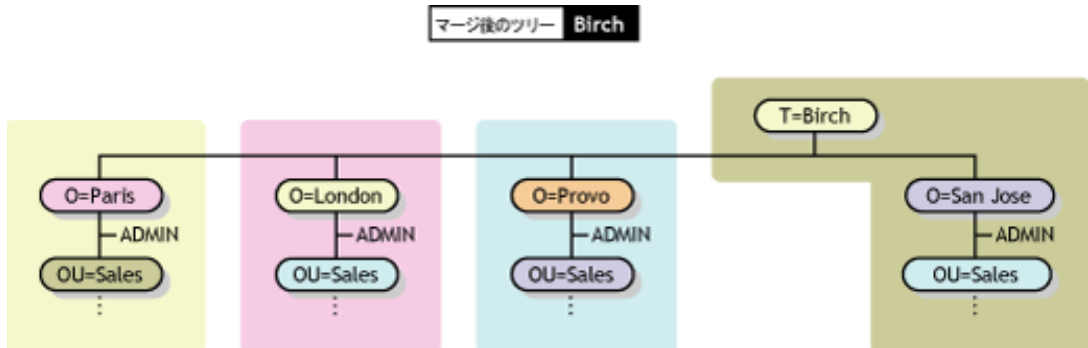 マージ後のツリー Birch
T=Birch
O=Paris O=London O=Provo O=San Jose
ADMIN ADMIN ADMIN ADMIN
OU=Sales OU=Sales OU=Sales OU=Sales